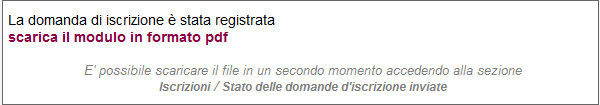 La domanda di iscrizione è stata registrata
scarica il modulo in formato pdf
E' possibile scaricare il file in un secondo momento accedendo alla sezione
Iscrizioni / Stato delle domande d'iscrizione inviate